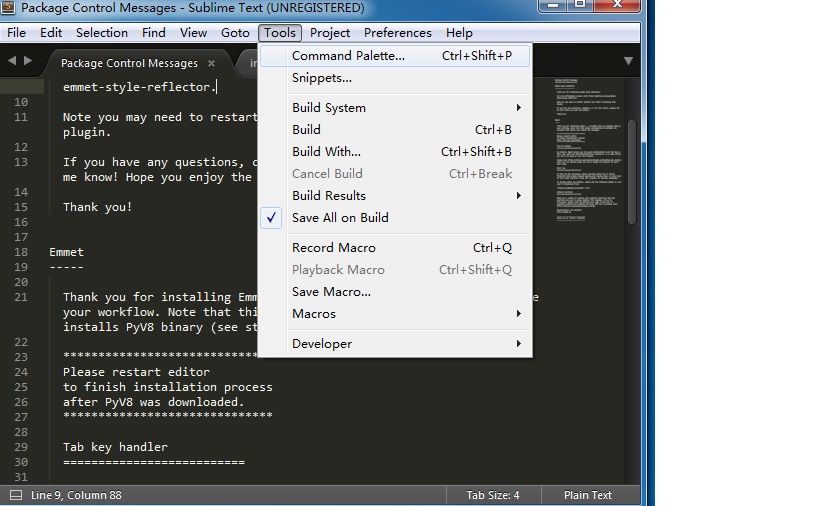 Package Control Messages - Sublime Text (UNREGISTERED)
File Edit Selection Find View Goto Tools Project Preferences Help
Package Control Messages × in
Command Palette... Ctrl+Shift+P
Snippets...
Build System
Build Ctrl+B
Build With... Ctrl+Shift+B
Cancel Build Ctrl+Break
Build Results
✓ Save All on Build
Record Macro Ctrl+Q
Playback Macro Ctrl+Shift+Q
Save Macro...
Macros
Developer
emmet-style-reflector.
10
11 Note you may need to restart
plugin.
12
13 If you have any questions,
me know! Hope you enjoy the
14
15 Thank you!
16
17
18 Emmet
19 -----
20
21 Thank you for installing Emm e
your workflow. Note that thi
installs PyV8 binary (see st
22
23 ****************************
24 Please restart editor
25 to finish installation process
26 after PyV8 was downloaded.
27 ******************************
28
29 Tab key handler
30 ==========================
31
Line 9, Column 88 Tab Size: 4 Plain Text